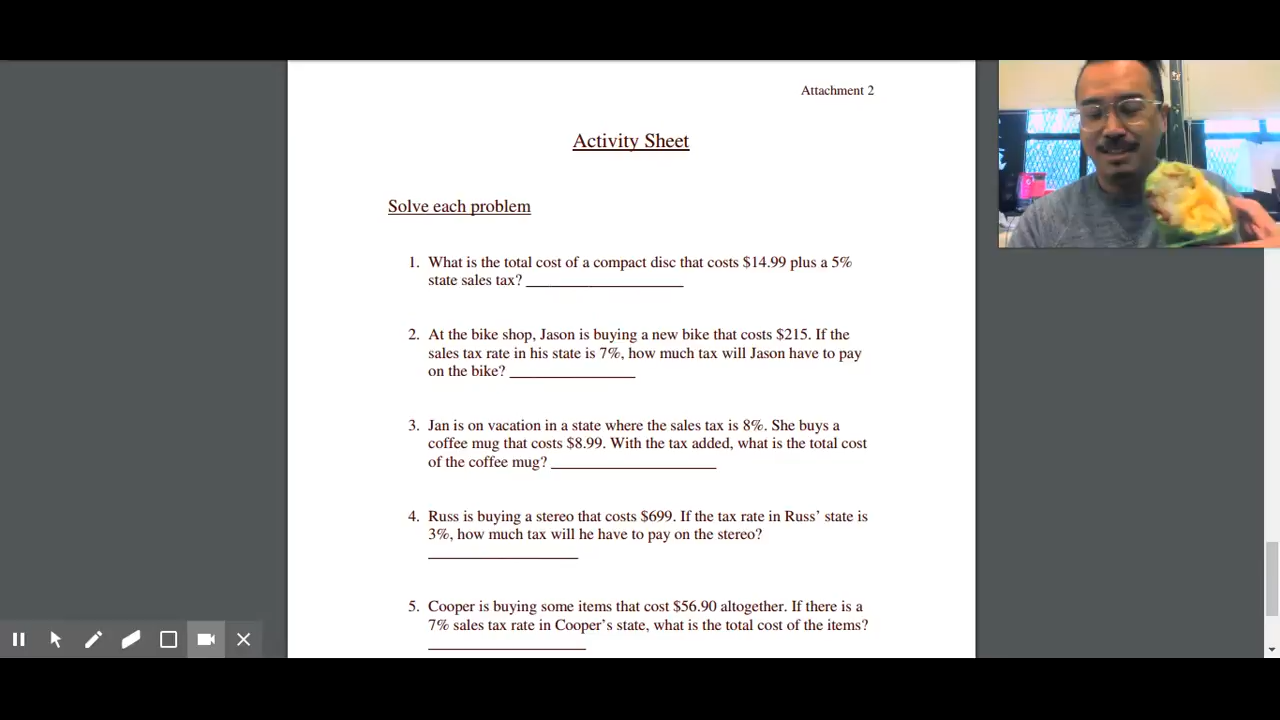 Attachment 2
Activity Sheet
Solve each problem
1. What is the total cost of a compact disc that costs $14.99 plus a 5%
state sales tax? ____________________
2. At the bike shop, Jason is buying a new bike that costs $215. If the
sales tax rate in his state is 7%, how much tax will Jason have to pay
on the bike? ________________
3. Jan is on vacation in a state where the sales tax is 8%. She buys a
coffee mug that costs $8.99. With the tax added, what is the total cost
of the coffee mug? _____________________
4. Russ is buying a stereo that costs $699. If the tax rate in Russ’ state is
3%, how much tax will he have to pay on the stereo?
___________________
5. Cooper is buying some items that cost $56.90 altogether. If there is a
7% sales tax rate in Cooper’s state, what is the total cost of the items?
____________________